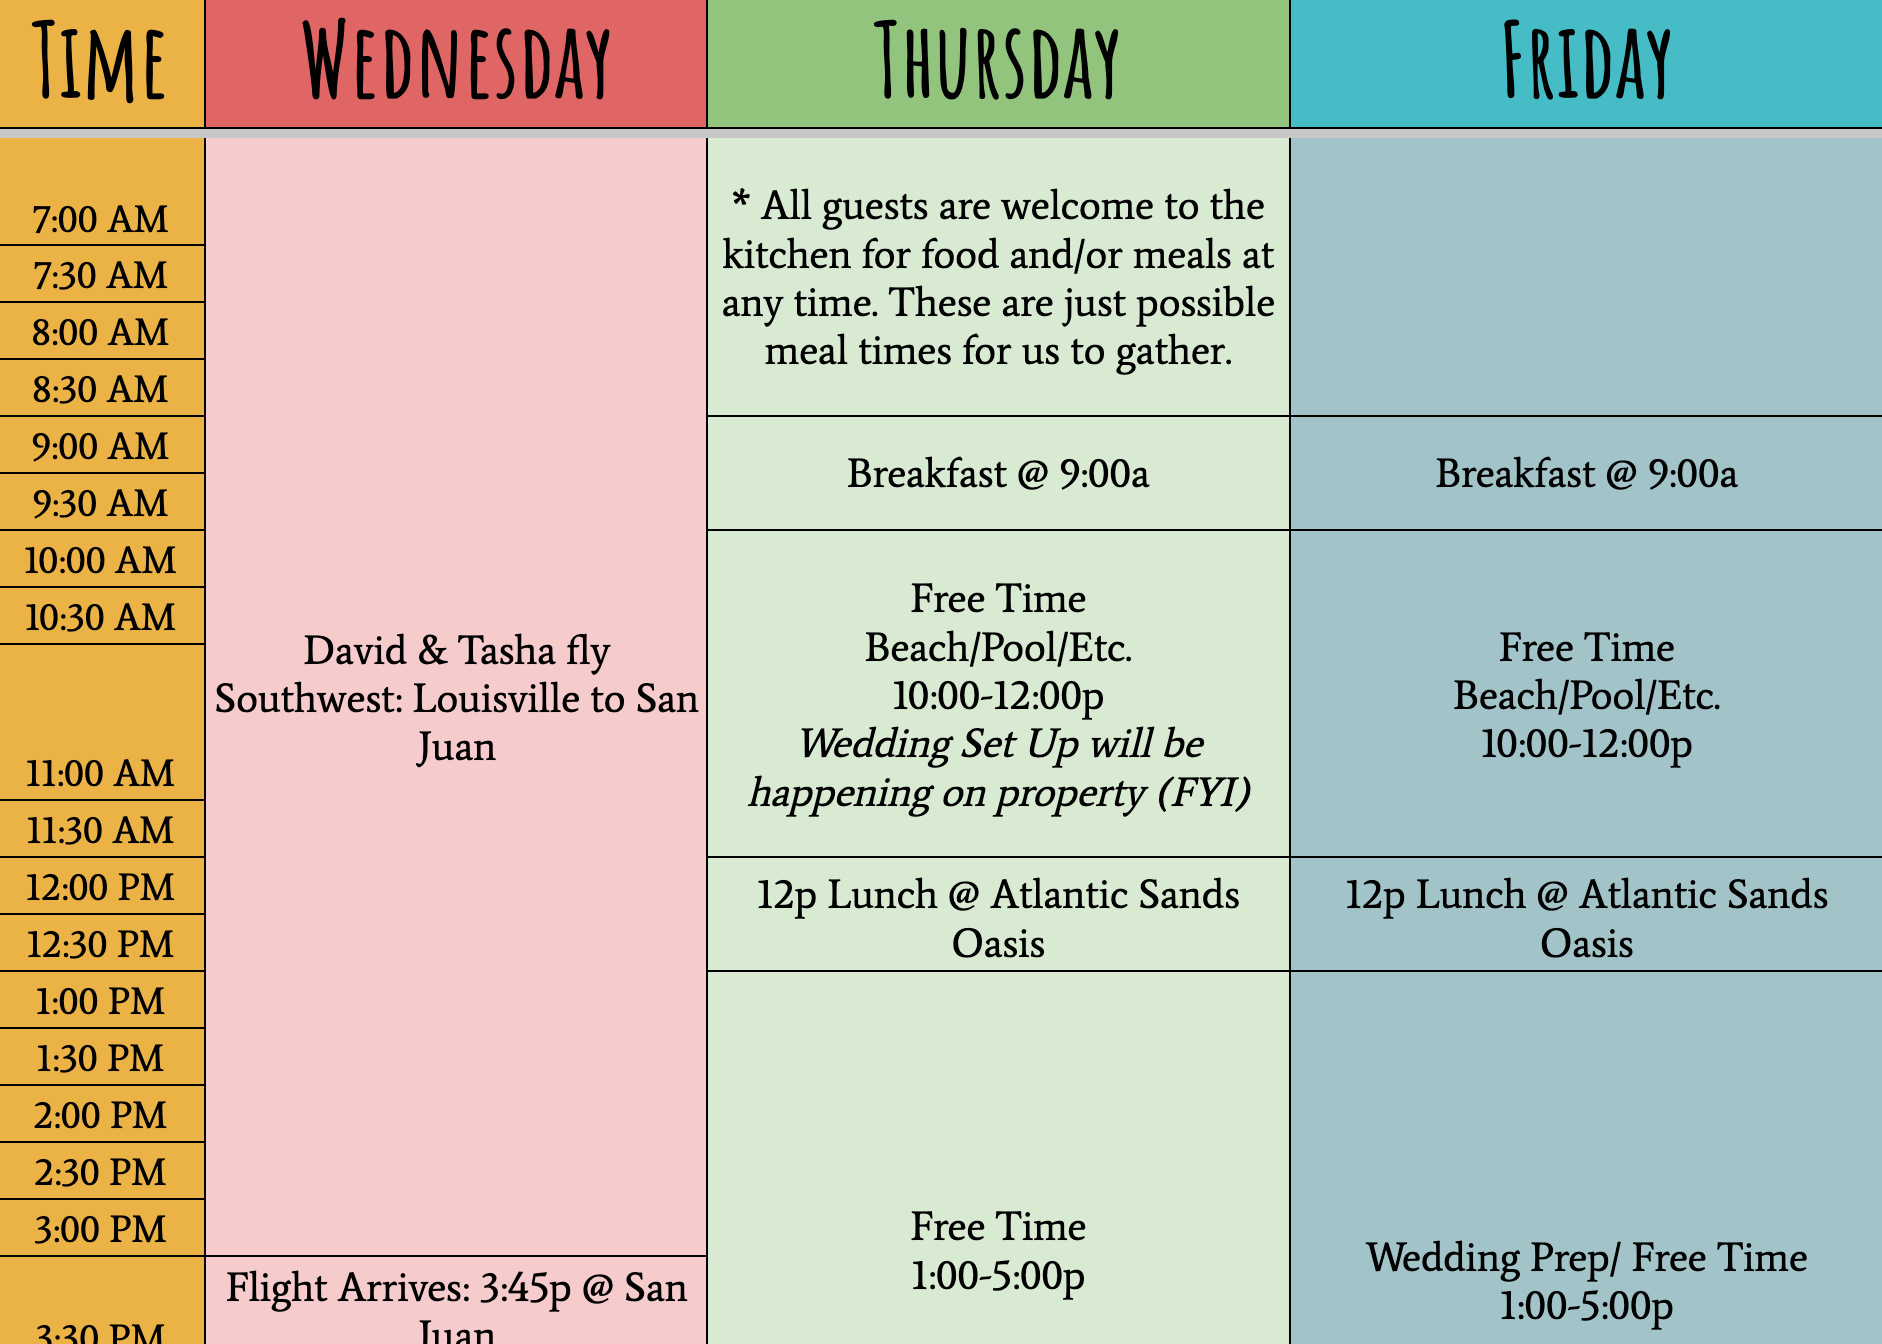 Time
Wednesday
Thursday
Friday
7:00 AM
7:30 AM
8:00 AM
8:30 AM
9:00 AM
9:30 AM
10:00 AM
10:30 AM
11:00 AM
11:30 AM
12:00 PM
12:30 PM
1:00 PM
1:30 PM
2:00 PM
2:30 PM
3:00 PM
3:30 PM
David & Tasha fly
Southwest: Louisville to San
Juan
Flight Arrives: 3:45p @ San
Juan
* All guests are welcome to the
kitchen for food and/or meals at
any time. These are just possible
meal times for us to gather.
Breakfast @ 9:00a
Free Time
Beach/Pool/Etc.
10:00-12:00p
Wedding Set Up will be
happening on property (FYI)
12p Lunch @ Atlantic Sands
Oasis
Free Time
1:00-5:00p
Breakfast @ 9:00a
Free Time
Beach/Pool/Etc.
10:00-12:00p
12p Lunch @ Atlantic Sands
Oasis
Wedding Prep/ Free Time
1:00-5:00p